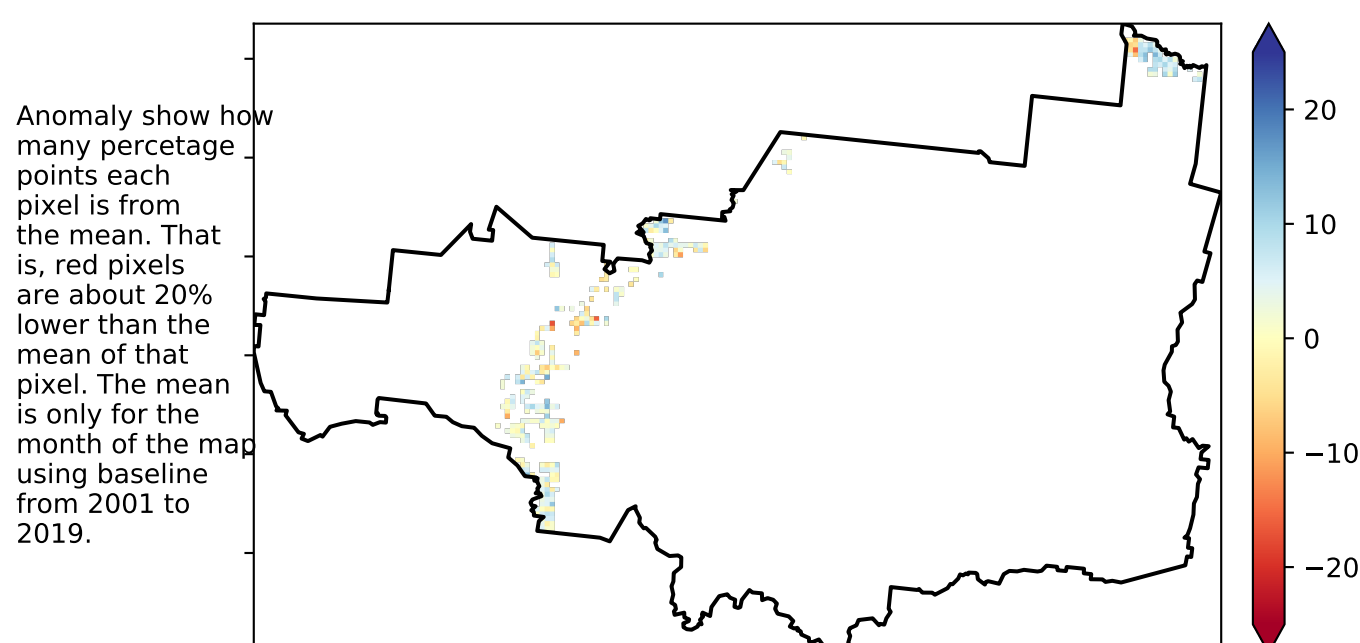 Anomaly show how
many percetage
points each
pixel is from
the mean. That
is, red pixels
are about 20%
lower than the
mean of that
pixel. The mean
is only for the
month of the map
using baseline
from 2001 to
2019.
20
10
0
−10
−20